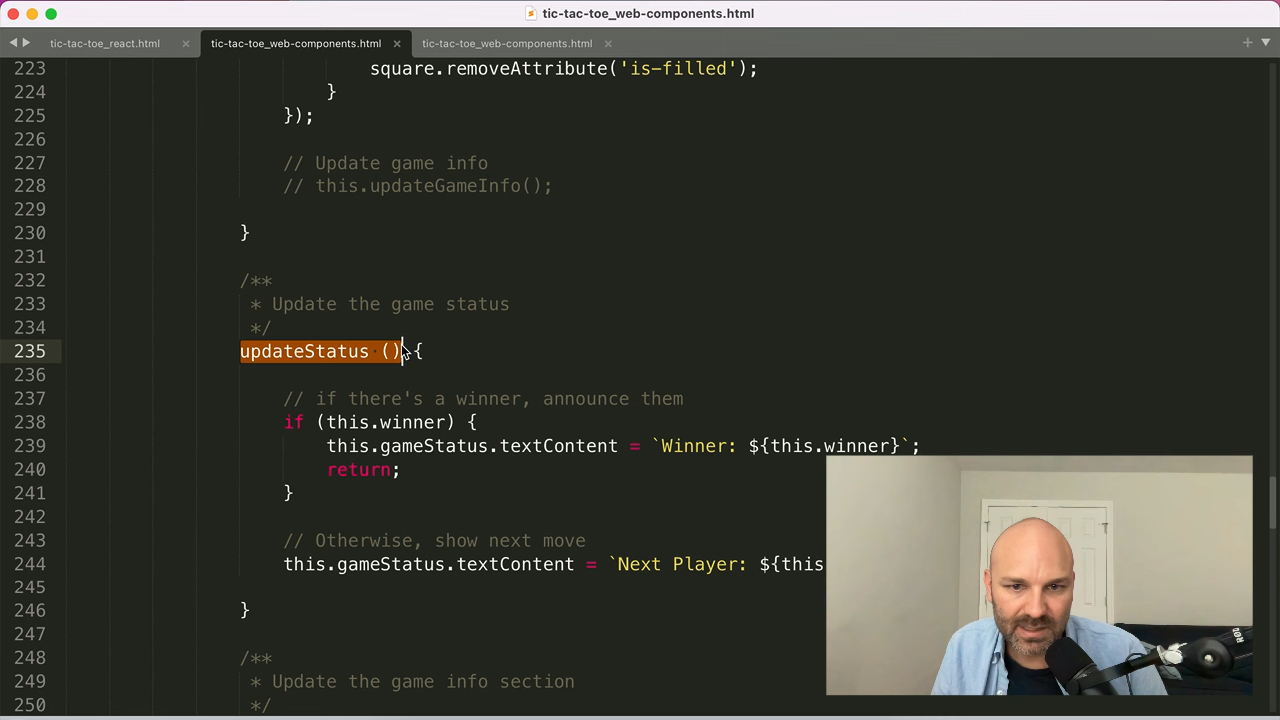 tic-tac-toe_web-components.html
tic-tac-toe_react.html × tic-tac-toe_web-components.html × tic-tac-toe_web-components.html ×
223 square.removeAttribute('is-filled');
224 }
225 });
226
227 // Update game info
228 // this.updateGameInfo();
229
230 }
231
232 /**
233 * Update the game status
234 */
235 updateStatus () {
236
237 // if there's a winner, announce them
238 if (this.winner) {
239 this.gameStatus.textContent = `Winner: ${this.winner}`;
240 return;
241 }
242
243 // Otherwise, show next move
244 this.gameStatus.textContent = `Next Player: ${this
245
246 }
247
248 /**
249 * Update the game info section
250 */
RODE